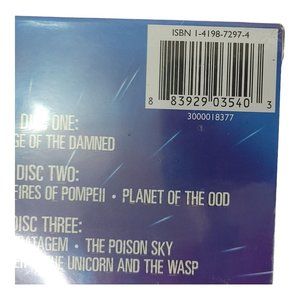 ISBN 1-4198-7297-4
8 83929 03540 3
3000018377
DISC ONE:
GE OF THE DAMNED
DISC TWO:
FIRES OF POMPEII • PLANET OF THE OOD
DISC THREE:
ATAGEM • THE POISON SKY
THE UNICORN AND THE WASP